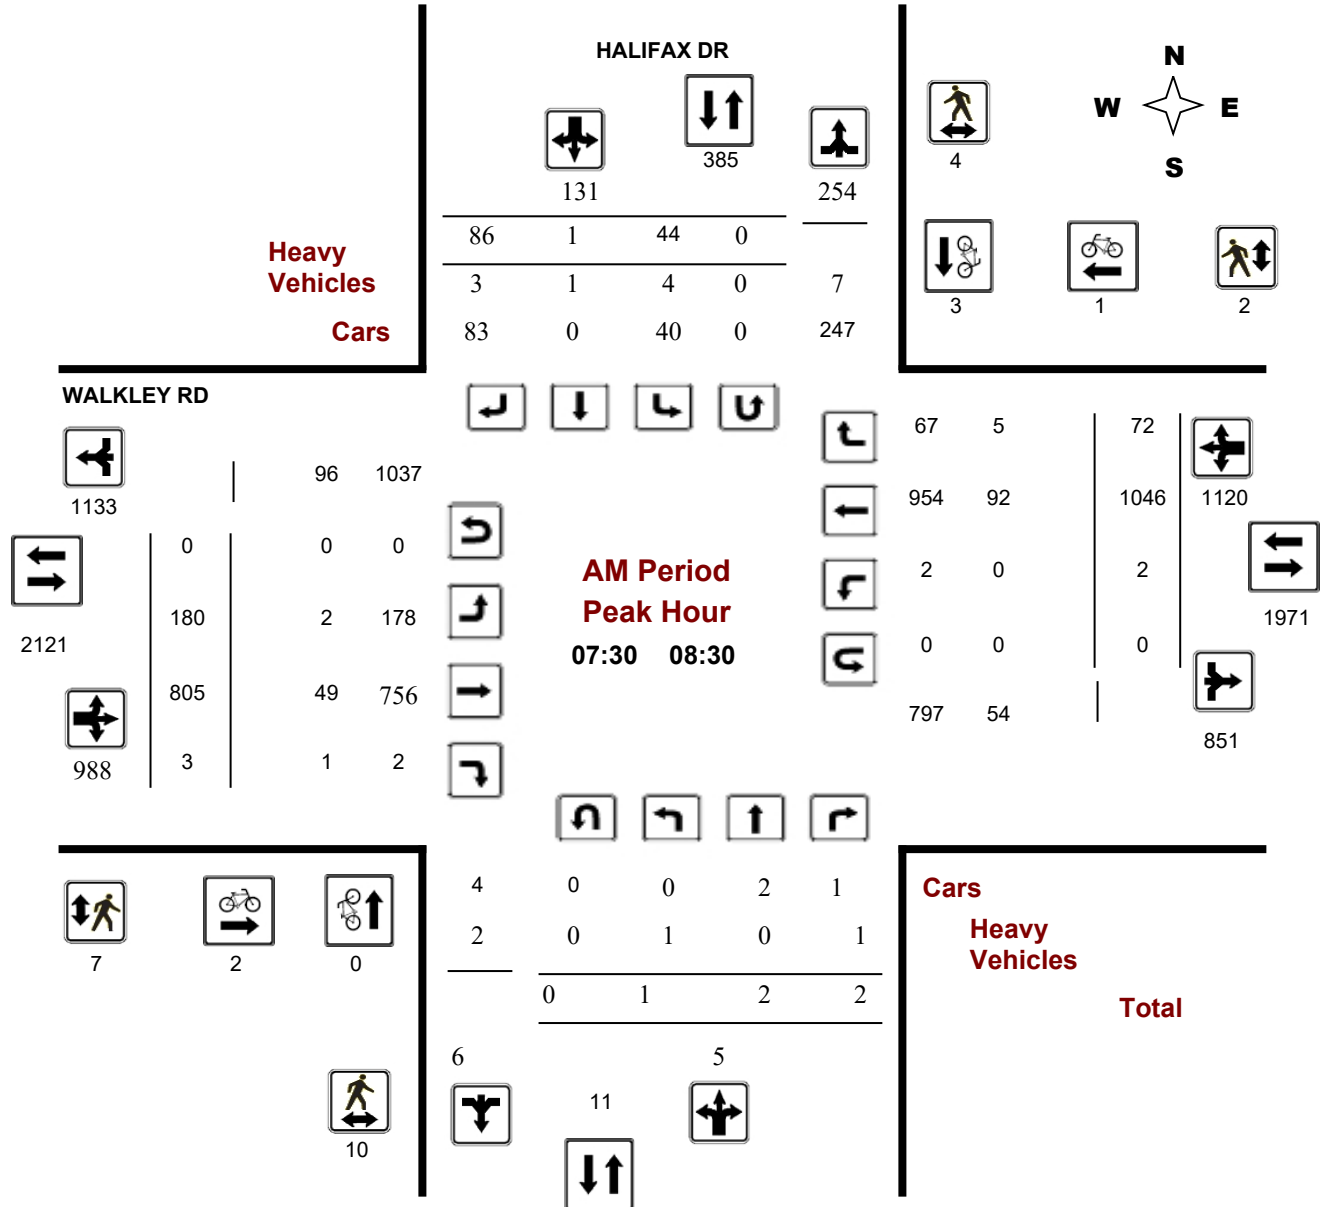 HALIFAX DR
N
W E
S
385
4
131
254
86 1 44 0
Heavy
Vehicles
3 1 4 0 7
3 1 2
Cars
83 0 40 0 247
WALKLEY RD
67 5 72
96 1037
1133
954 92 1046 1120
0 0 0
AM Period
2 0 2
Peak Hour
180 2 178
1971
2121
07:30 08:30
0 0 0
805 49 756
797 54
851
988 3 1 2
4 0 0 2 1
Cars
2 0 1 0 1
Heavy
Vehicles
7 2 0
0 1 2 2
Total
6 5
11
10